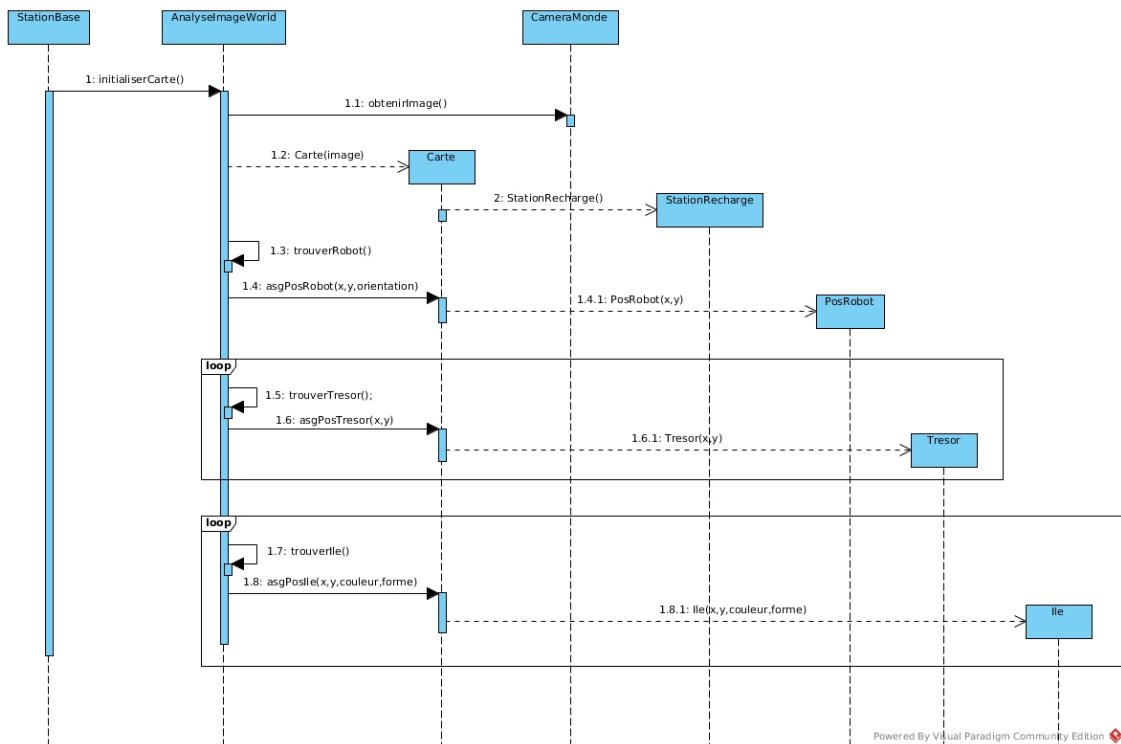 StationBase
AnalyseImageWorld
CameraMonde
1: initialiserCarte()
1.1: obtenirImage()
1.2: Carte(image)
Carte
2: StationRecharge()
StationRecharge
1.3: trouverRobot()
1.4: asgPosRobot(x,y,orientation)
1.4.1: PosRobot(x,y)
PosRobot
loop
1.5: trouverTresor();
1.6: asgPosTresor(x,y)
1.6.1: Tresor(x,y)
Tresor
loop
1.7: trouverIle()
1.8: asgPosIle(x,y,couleur,forme)
1.8.1: Ile(x,y,couleur,forme)
Ile
Powered By Visual Paradigm Community Edition